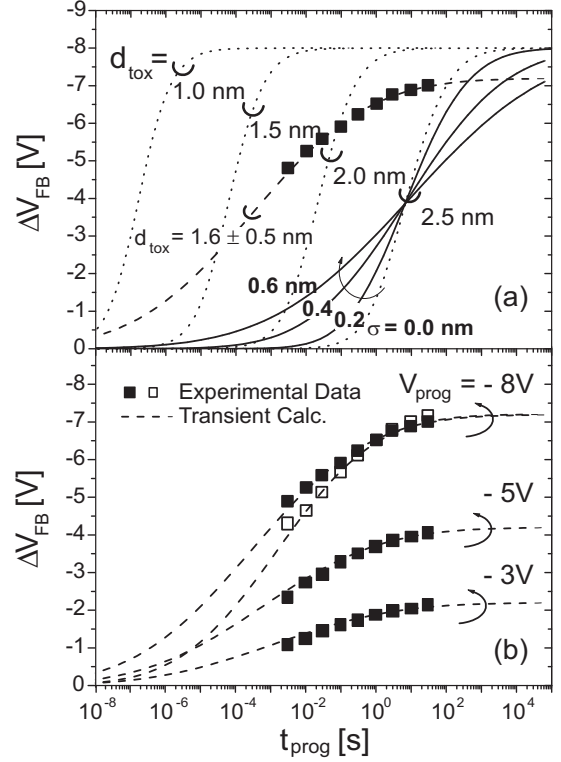 -9
-8
-7
-6
-5
-4
-3
-2
-1
0
ΔV_FB [V]
d_tox =
1.0 nm
1.5 nm
2.0 nm
2.5 nm
d_tox = 1.6 ± 0.5 nm
0.6 nm
0.4
0.2
σ = 0.0 nm
(a)
-8
-7
-6
-5
-4
-3
-2
-1
0
ΔV_FB [V]
Experimental Data
Transient Calc.
V_prog = - 8V
- 5V
- 3V
(b)
10^-8 10^-6 10^-4 10^-2 10^0 10^2 10^4
t_prog [s]